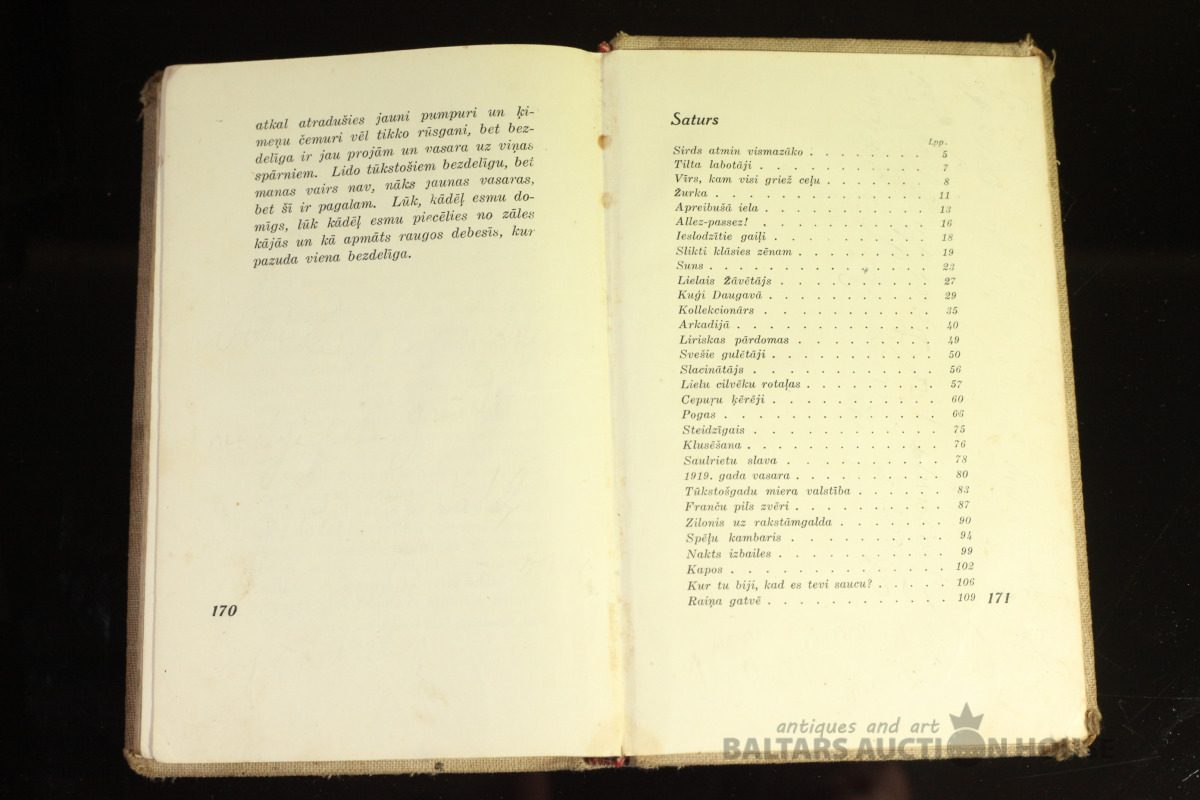 atkal atradušies jauni pumpuri un ķi-
meņu čemuri vēl tikko rūsgani, bet bez-
delīga ir jau projām un vasara uz viņas
spārniem. Lido tūkstošiem bezdelīgu, bet
manas vairs nav, nāks jaunas vasaras,
bet šī ir pagalam. Lūk, kādēļ esmu do-
mīgs, lūk kādēļ esmu piecēlies no zāles
kājās un kā apmāts raugos debesīs, kur
pazuda viena bezdelīga.
170
Saturs
Lpp.
Sirds atmin vismazāko . . . . . . . . 5
Tilta labotāji . . . . . . . . . . . 7
Vīrs, kam visi griež ceļu . . . . . . . 8
Žurka . . . . . . . . . . . . . 11
Apreibušā iela . . . . . . . . . . . 13
Allez-passez! . . . . . . . . . . . 16
Ieslodzītie gaiļi . . . . . . . . . . 18
Slikti klāsies zēnam . . . . . . . . . 19
Suns . . . . . . . . . . . . . . 23
Lielais Žāvētājs . . . . . . . . . . 27
Kuģi Daugavā . . . . . . . . . . . 29
Kollekcionārs . . . . . . . . . . . 35
Arkadijā . . . . . . . . . . . . . 40
Liriskas pārdomas . . . . . . . . . 49
Svešie gulētāji . . . . . . . . . . . 50
Slacinātājs . . . . . . . . . . . . 56
Lielu cilvēku rotaļas . . . . . . . . . 57
Cepuŗu ķērēji . . . . . . . . . . . 60
Pogas . . . . . . . . . . . . . . 66
Steidzīgais . . . . . . . . . . . . 75
Klusēšana . . . . . . . . . . . . 76
Saulrietu slava . . . . . . . . . . 78
1919. gada vasara . . . . . . . . . . 80
Tūkstošgadu miera valstība . . . . . . 83
Franču pils zvēri . . . . . . . . . . 87
Zilonis uz rakstāmgalda . . . . . . . 90
Spēļu kambaris . . . . . . . . . . 94
Nakts izbailes . . . . . . . . . . . 99
Kapos . . . . . . . . . . . . . . 102
Kur tu biji, kad es tevi saucu? . . . . . 106
Raiņa gatvē . . . . . . . . . . . . 109
171
antiques and art
BALTARS AUCTION HOUSE